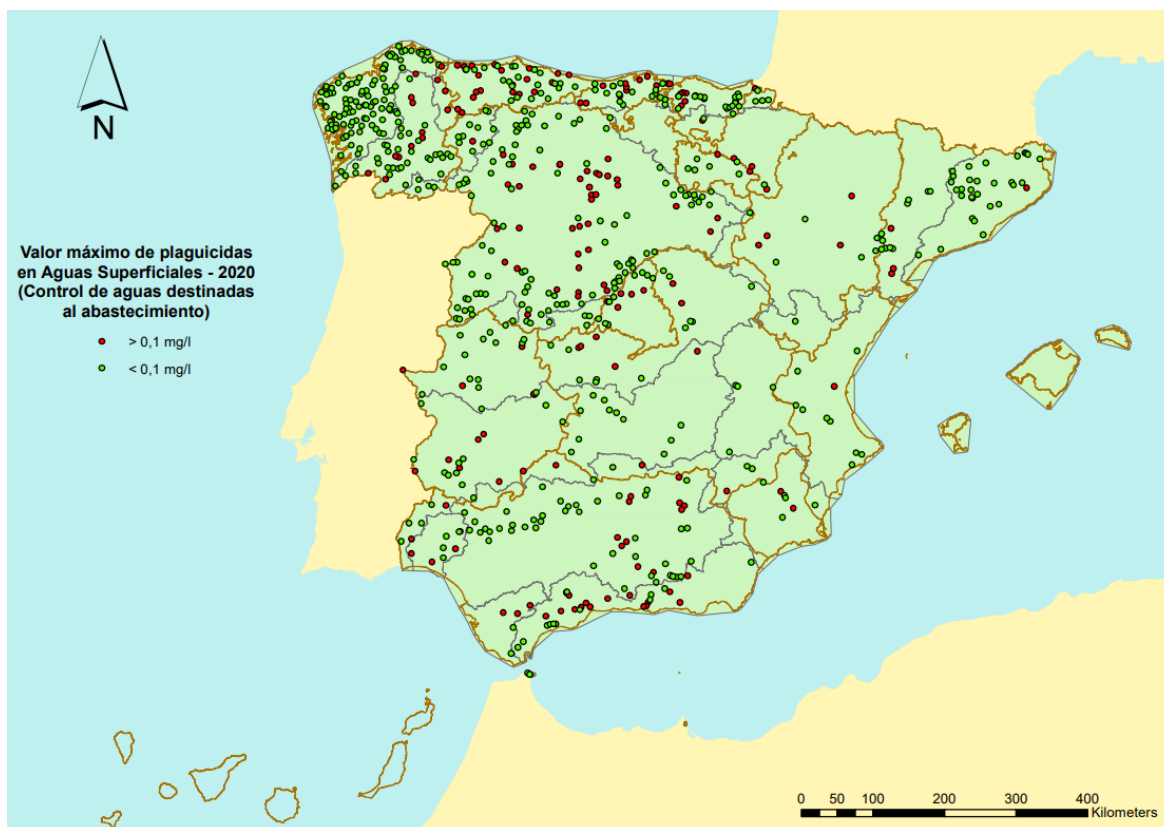 N
Valor máximo de plaguicidas
en Aguas Superficiales - 2020
(Control de aguas destinadas
al abastecimiento)
> 0,1 mg/l
< 0,1 mg/l
0 50 100 200 300 400
Kilometers